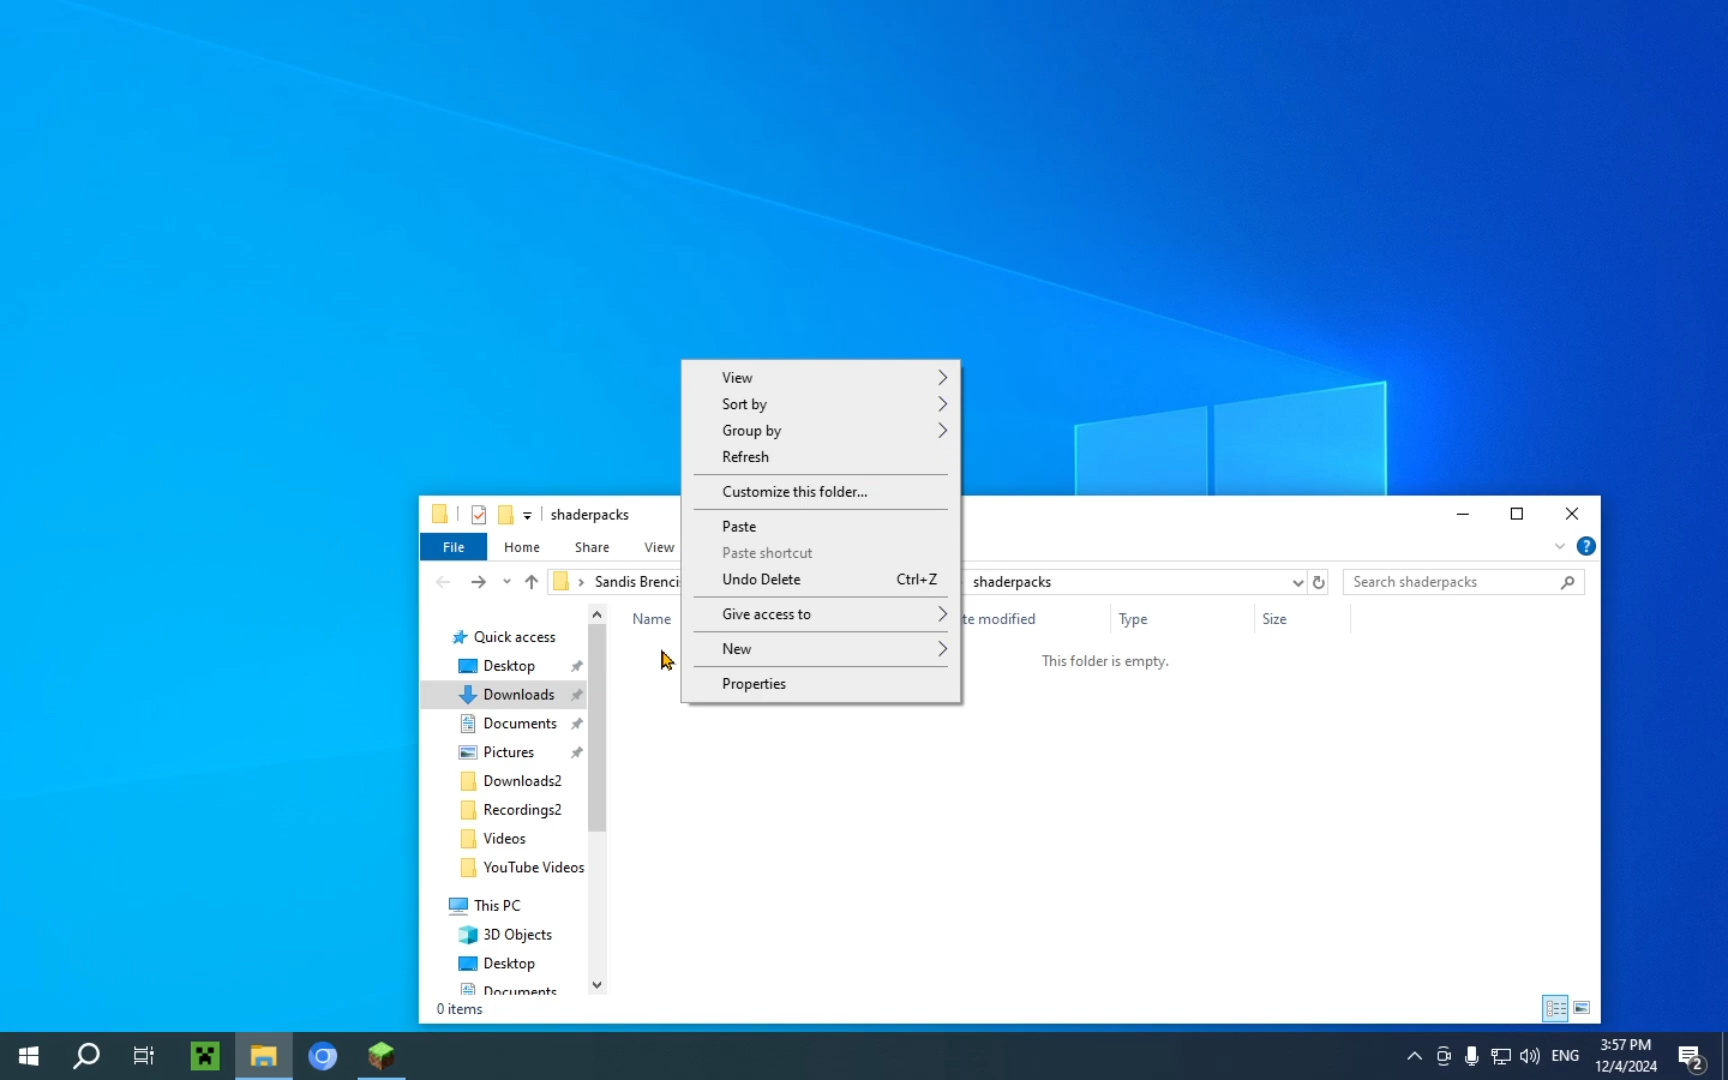 View
Sort by
Group by
Refresh
Customize this folder...
Paste
Paste shortcut
Undo Delete Ctrl+Z
Give access to
New
Properties
shaderpacks
File Home Share View
Sandis Brencis shaderpacks Search shaderpacks
Name te modified Type Size
This folder is empty.
Quick access
Desktop
Downloads
Documents
Pictures
Downloads2
Recordings2
Videos
YouTube Videos
This PC
3D Objects
Desktop
Documents
0 items
ENG
3:57 PM
12/4/2024
2